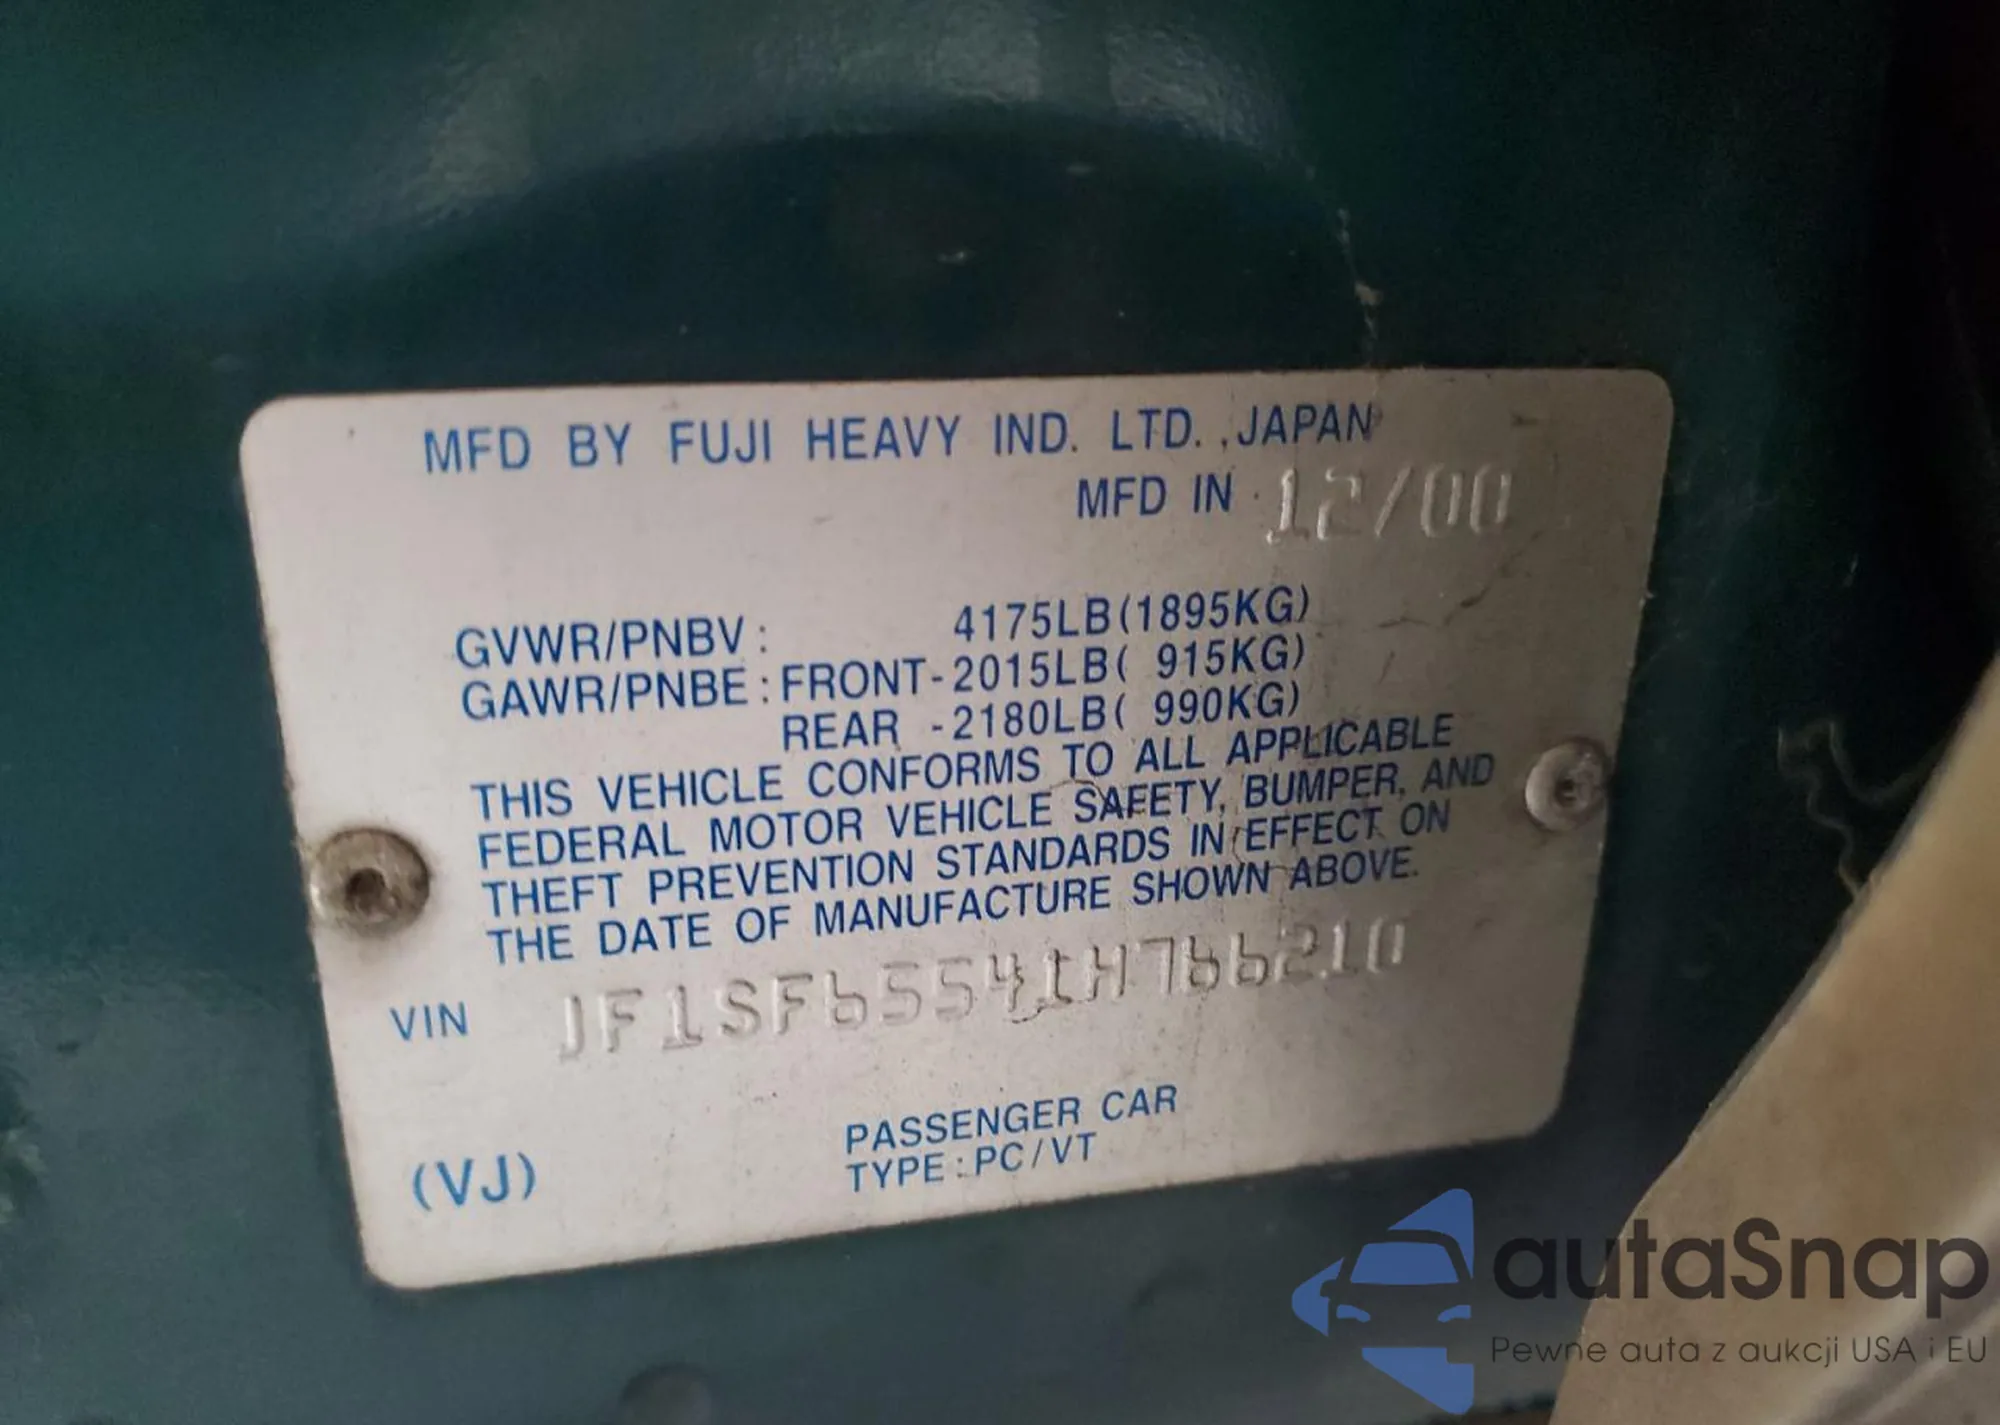 MFD BY FUJI HEAVY IND. LTD. ,JAPAN
MFD IN 12/00
GVWR/PNBV: 4175LB(1895KG)
GAWR/PNBE:FRONT-2015LB( 915KG)
REAR -2180LB( 990KG)
THIS VEHICLE CONFORMS TO ALL APPLICABLE
FEDERAL MOTOR VEHICLE SAFETY, BUMPER, AND
THEFT PREVENTION STANDARDS IN EFFECT ON
THE DATE OF MANUFACTURE SHOWN ABOVE.
VIN JF1SF65541H766210
PASSENGER CAR
(VJ) TYPE:PC/VT
autaSnap
Pewne auta z aukcji USA i EU